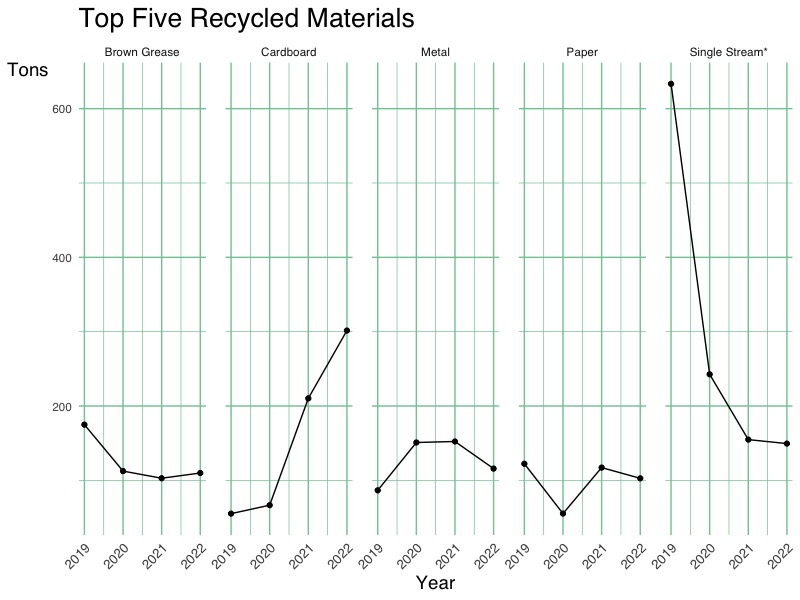 Top Five Recycled Materials
Brown Grease Cardboard Metal Paper Single Stream*
Tons
600
400
200
2019 2020 2021 2022 2019 2020 2021 2022 2019 2020 2021 2022 2019 2020 2021 2022 2019 2020 2021 2022
Year